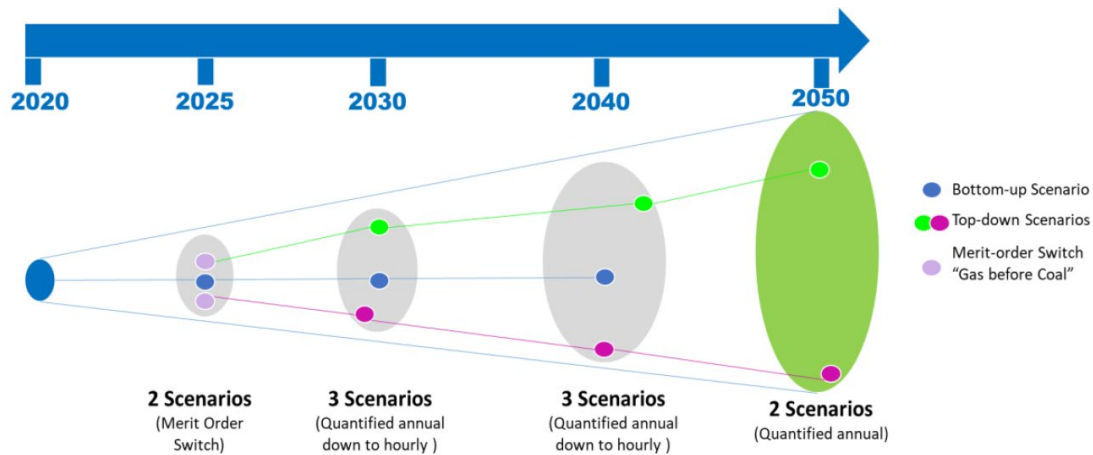 2020
2025
2030
2040
2050
Bottom-up Scenario
Top-down Scenarios
Merit-order Switch
“Gas before Coal”
2 Scenarios
(Merit Order
Switch)
3 Scenarios
(Quantified annual
down to hourly )
3 Scenarios
(Quantified annual
down to hourly )
2 Scenarios
(Quantified annual)